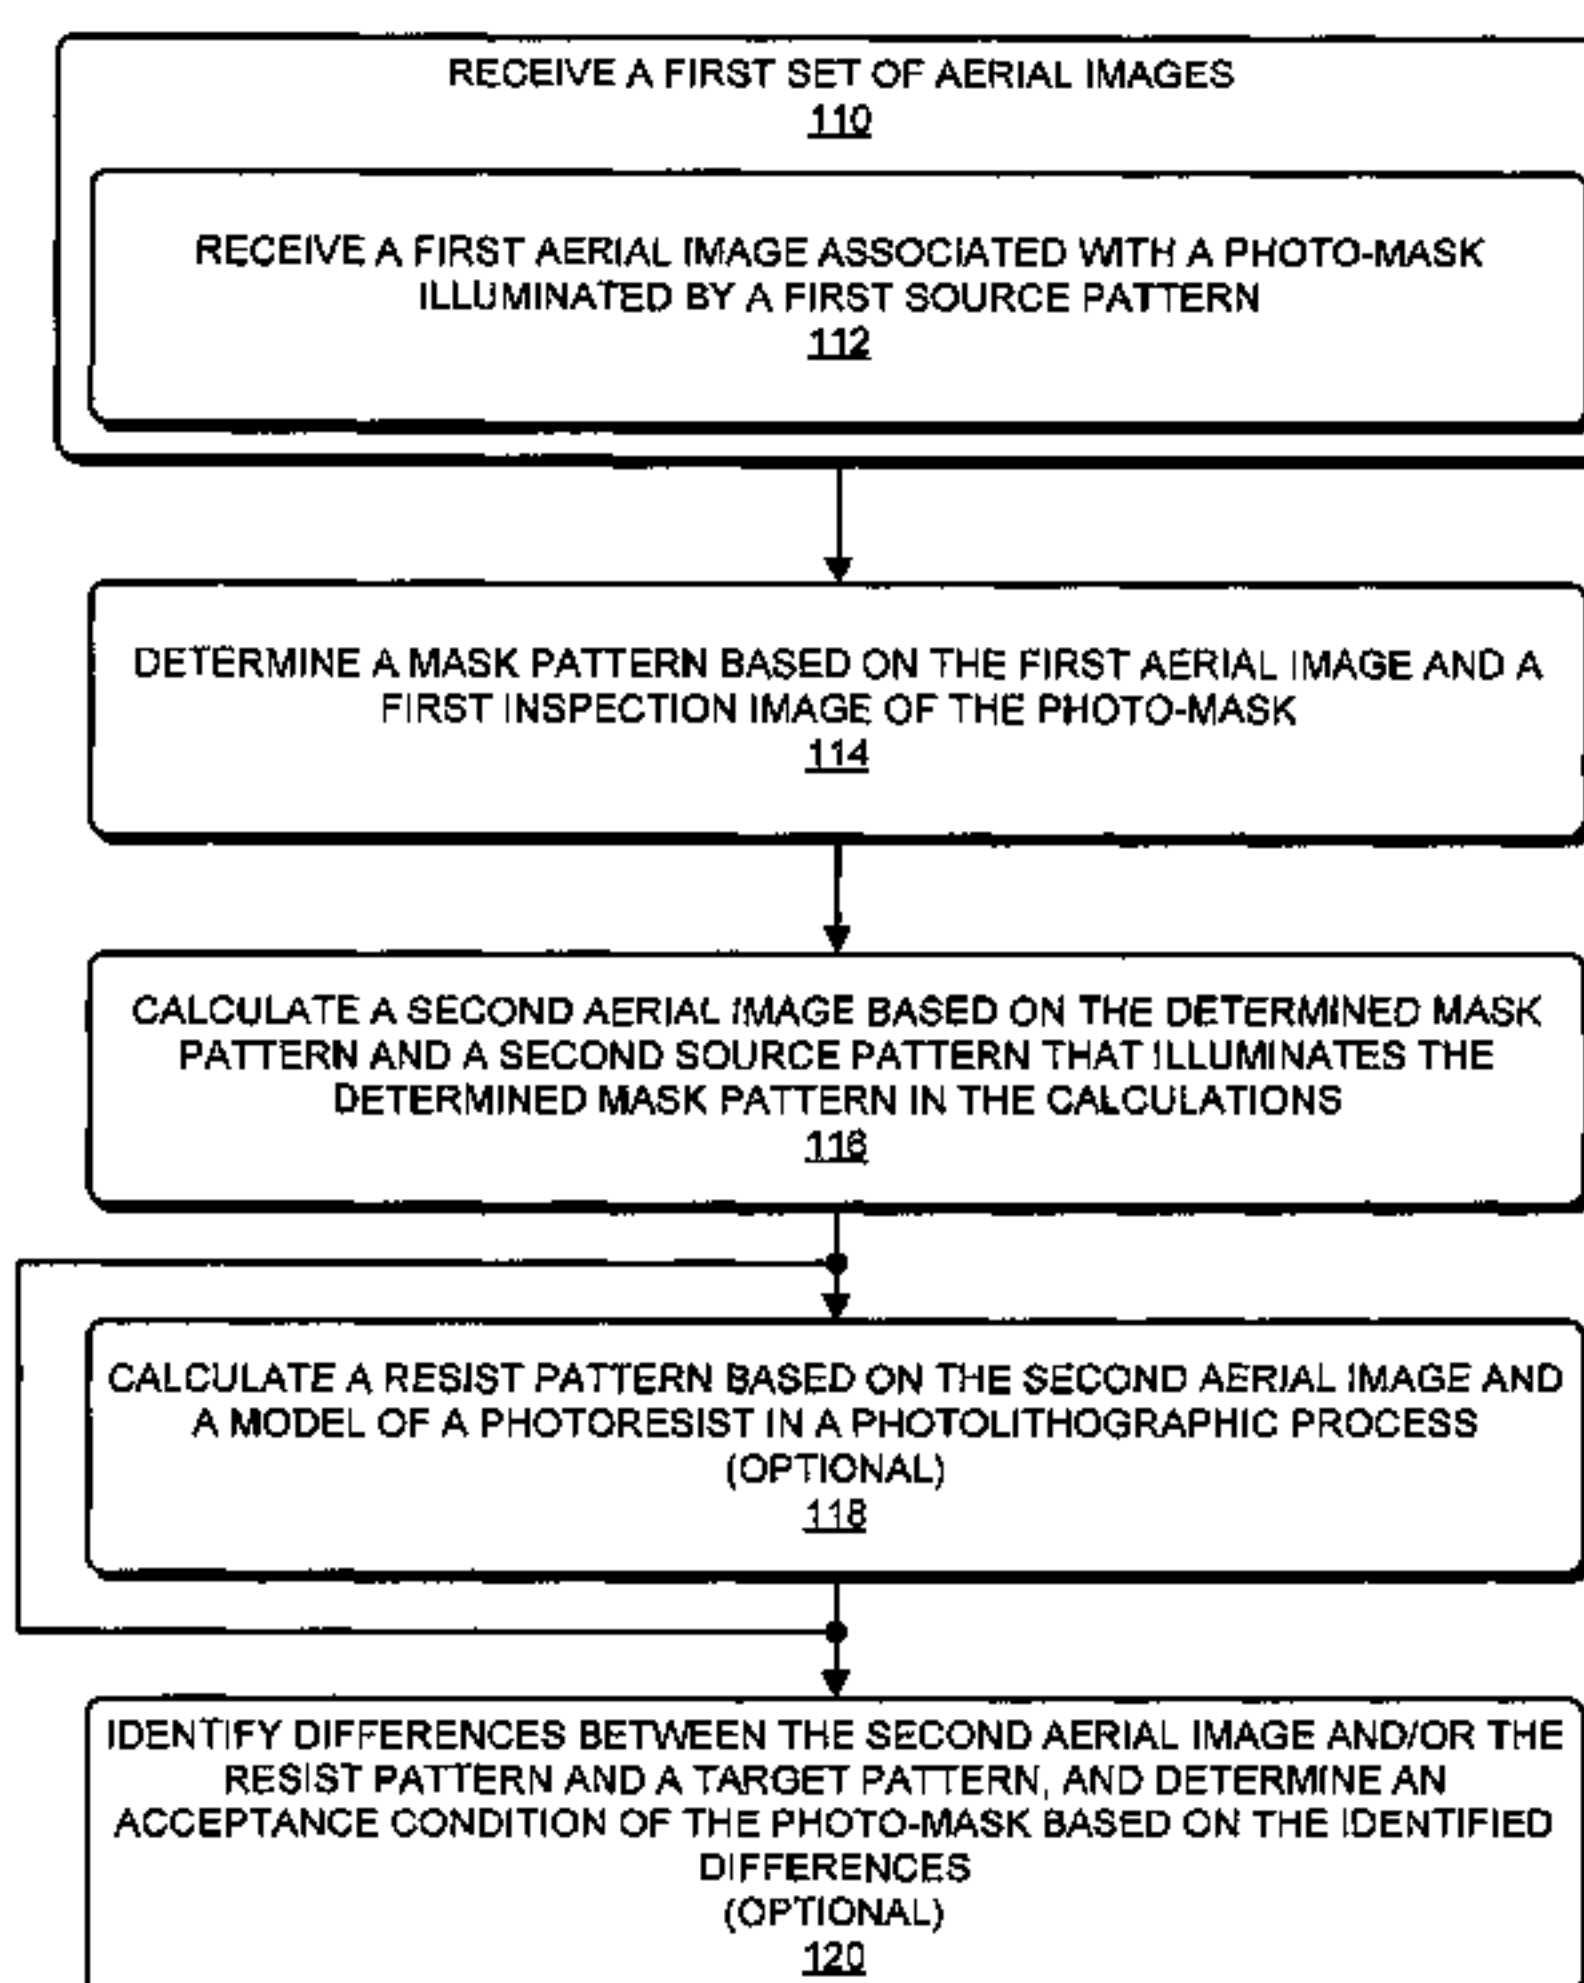 RECEIVE A FIRST SET OF AERIAL IMAGES
110
RECEIVE A FIRST AERIAL IMAGE ASSOCIATED WITH A PHOTO-MASK
ILLUMINATED BY A FIRST SOURCE PATTERN
112
DETERMINE A MASK PATTERN BASED ON THE FIRST AERIAL IMAGE AND A
FIRST INSPECTION IMAGE OF THE PHOTO-MASK
114
CALCULATE A SECOND AERIAL IMAGE BASED ON THE DETERMINED MASK
PATTERN AND A SECOND SOURCE PATTERN THAT ILLUMINATES THE
DETERMINED MASK PATTERN IN THE CALCULATIONS
116
CALCULATE A RESIST PATTERN BASED ON THE SECOND AERIAL IMAGE AND
A MODEL OF A PHOTORESIST IN A PHOTOLITHOGRAPHIC PROCESS
(OPTIONAL)
118
IDENTIFY DIFFERENCES BETWEEN THE SECOND AERIAL IMAGE AND/OR THE
RESIST PATTERN AND A TARGET PATTERN, AND DETERMINE AN
ACCEPTANCE CONDITION OF THE PHOTO-MASK BASED ON THE IDENTIFIED
DIFFERENCES
(OPTIONAL)
120